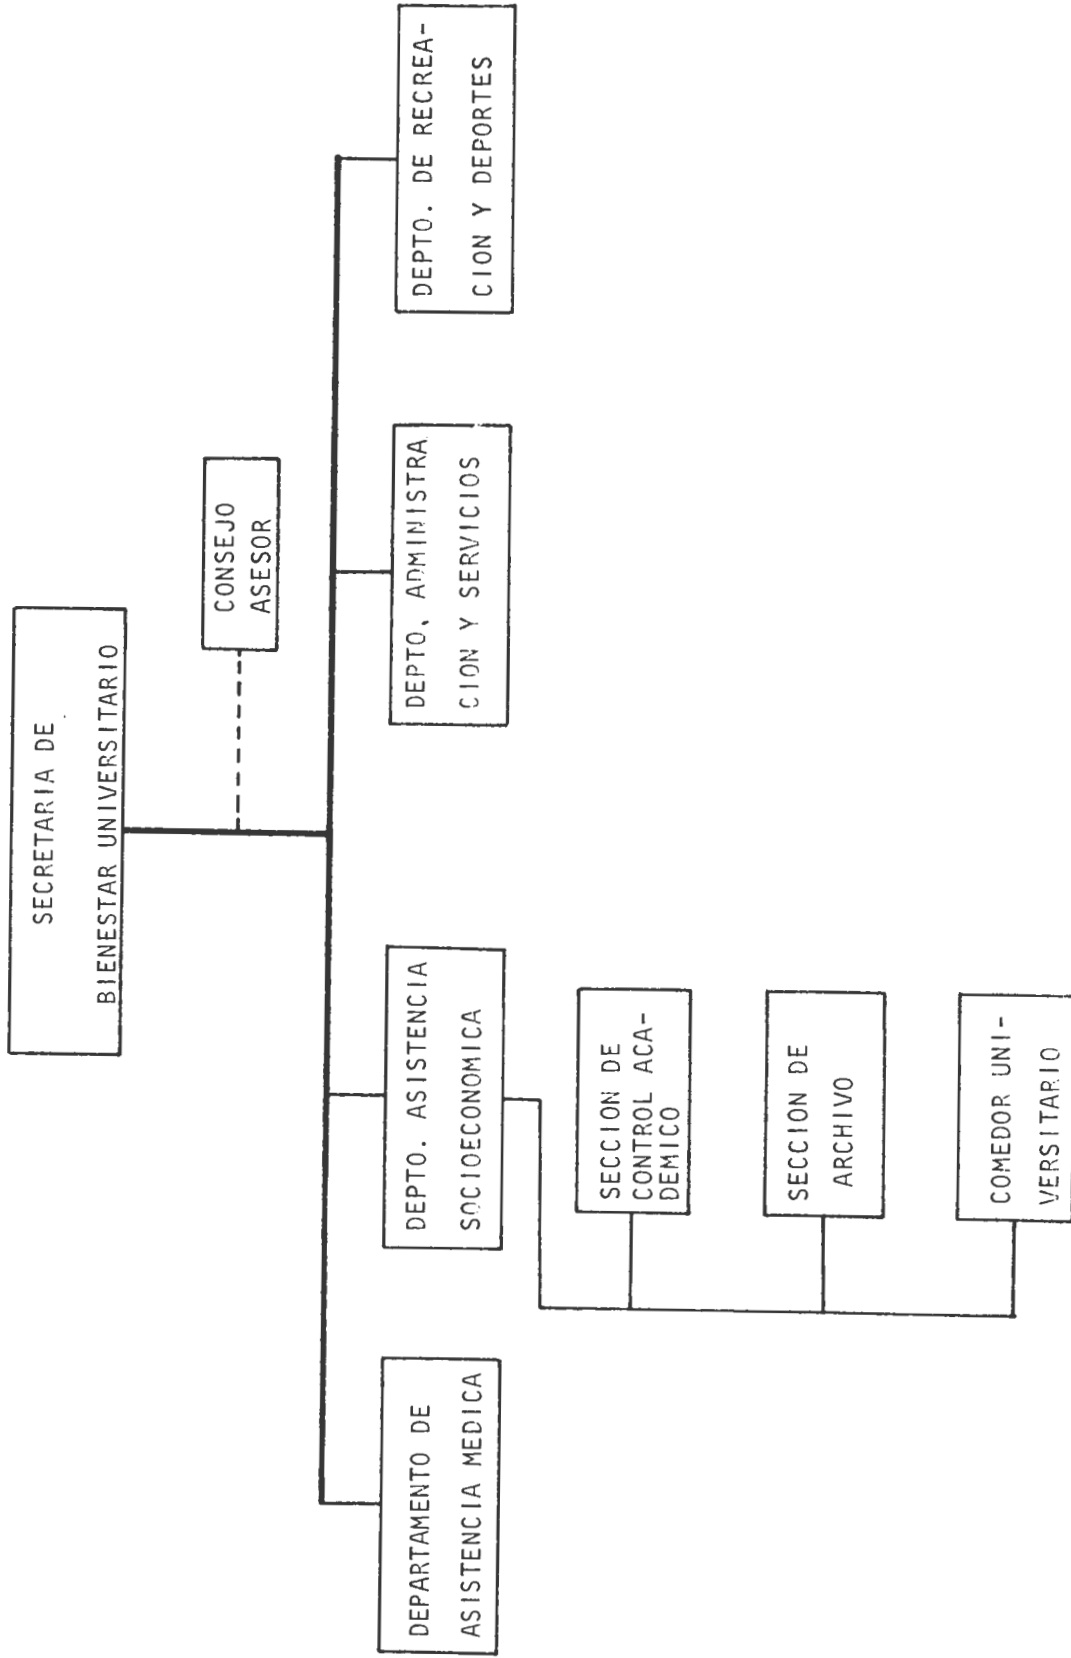 SECRETARIA DE
BIENESTAR UNIVERSITARIO
CONSEJO
ASESOR
DEPARTAMENTO DE
ASISTENCIA MEDICA
DEPTO. ASISTENCIA
SOCIOECONOMICA
DEPTO, ADMINISTRA
CION Y SERVICIOS
DEPTO. DE RECREA-
CION Y DEPORTES
SECCION DE
CONTROL ACA-
DEMICO
SECCION DE
ARCHIVO
COMEDOR UNI-
VERSITARIO